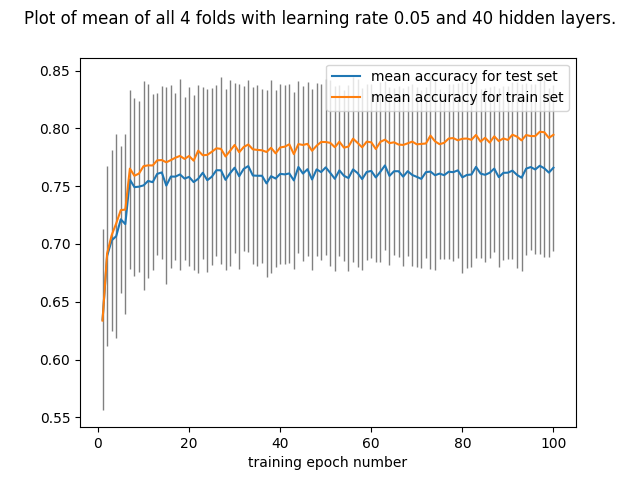 Plot of mean of all 4 folds with learning rate 0.05 and 40 hidden layers.
mean accuracy for test set
mean accuracy for train set
0.85
0.80
0.75
0.70
0.65
0.60
0.55
0 20 40 60 80 100
training epoch number